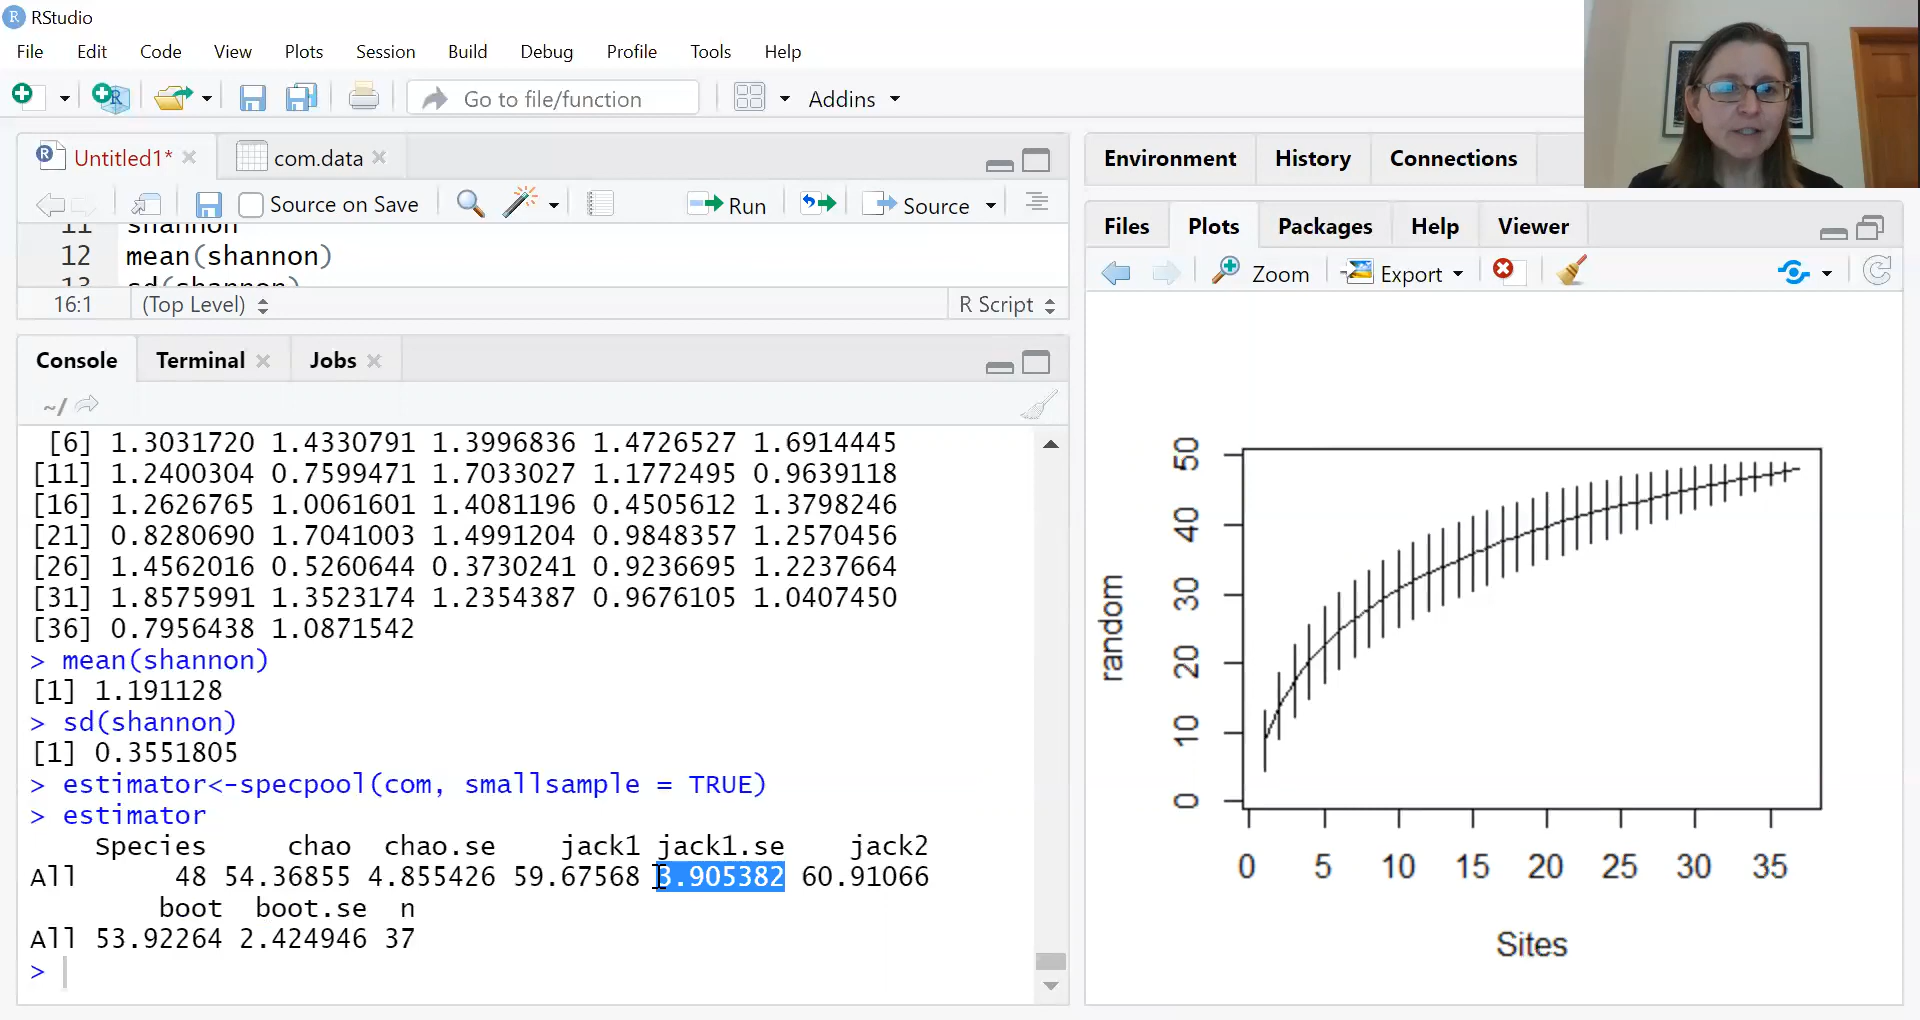 RStudio
File Edit Code View Plots Session Build Debug Profile Tools Help
Go to file/function Addins
Untitled1* com.data
Source on Save Run Source
11 shannon
12 mean(shannon)
13 sd(shannon)
16:1 (Top Level) R Script
Console Terminal Jobs
~/
[6] 1.3031720 1.4330791 1.3996836 1.4726527 1.6914445
[11] 1.2400304 0.7599471 1.7033027 1.1772495 0.9639118
[16] 1.2626765 1.0061601 1.4081196 0.4505612 1.3798246
[21] 0.8280690 1.7041003 1.4991204 0.9848357 1.2570456
[26] 1.4562016 0.5260644 0.3730241 0.9236695 1.2237664
[31] 1.8575991 1.3523174 1.2354387 0.9676105 1.0407450
[36] 0.7956438 1.0871542
> mean(shannon)
[1] 1.191128
> sd(shannon)
[1] 0.3551805
> estimator<-specpool(com, smallsample = TRUE)
> estimator
Species chao chao.se jack1 jack1.se jack2
All 48 54.36855 4.855426 59.67568 3.905382 60.91066
boot boot.se n
All 53.92264 2.424946 37
>
Environment History Connections
Files Plots Packages Help Viewer
Zoom Export
random
50
40
30
20
10
0
0 5 10 15 20 25 30 35
Sites